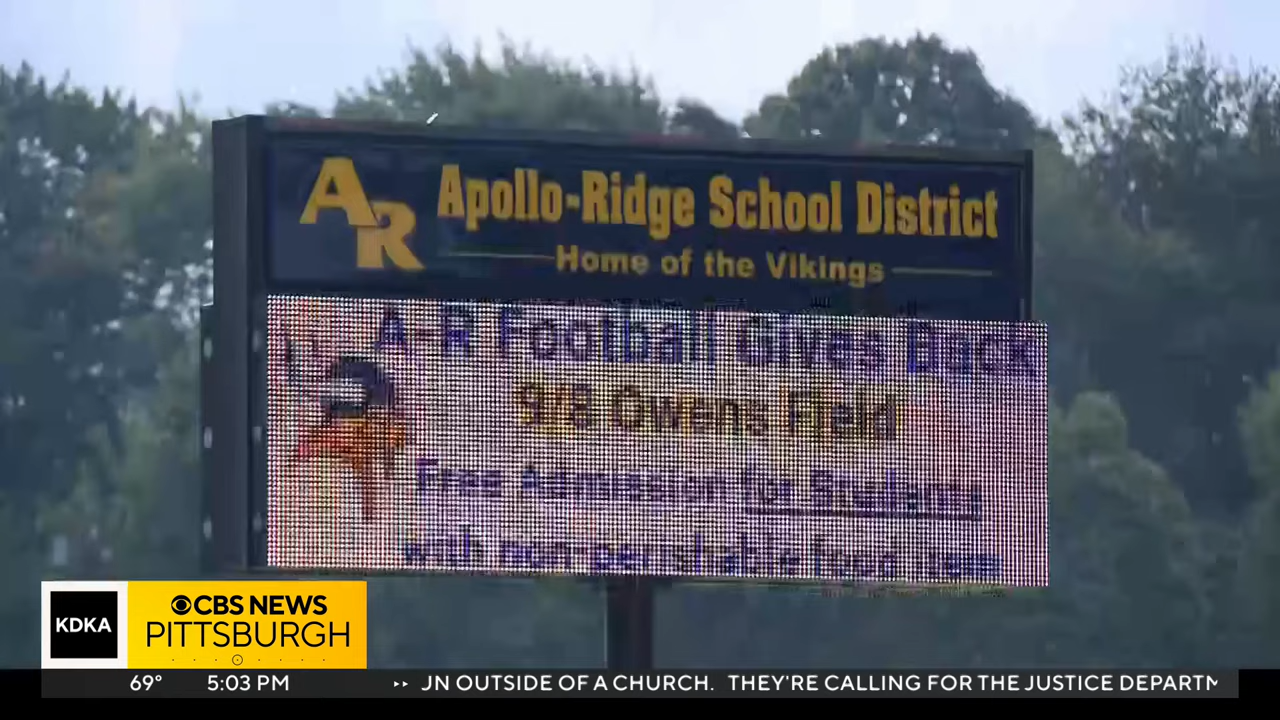 AR
Apollo-Ridge School District
Home of the Vikings
A-R Football Gives Back
9/8 Owens Field
Free Admission for Students
with non-perishable food item
KDKA
CBS NEWS
PITTSBURGH
69° 5:03 PM JN OUTSIDE OF A CHURCH. THEY'RE CALLING FOR THE JUSTICE DEPARTM